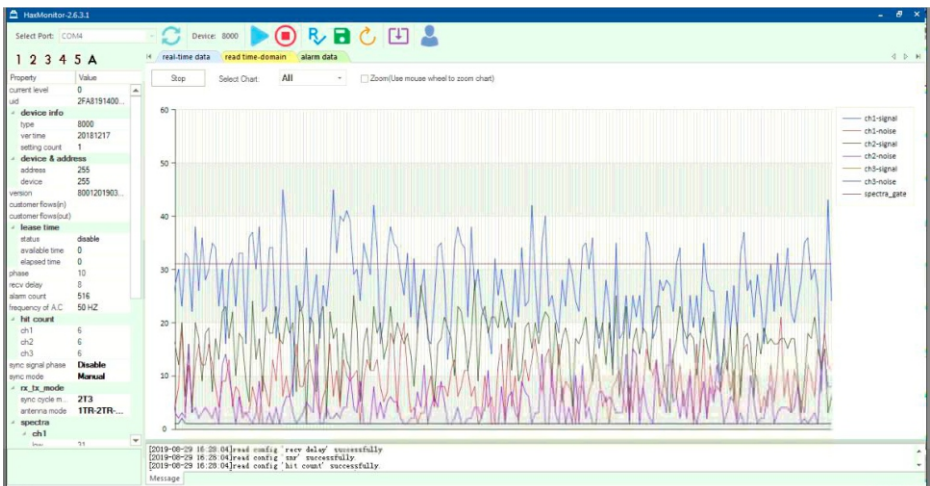 HaxMonitor-2.6.3.1
Select Port: COM4
Device: 8000
1 2 3 4 5 A
real-time data read time-domain alarm data
Property Value
current level 0
uid 2FA8191400...
device info
type 8000
ver time 20181217
setting count 1
device & address
address 255
device 255
version 8001201903...
customer flows(in)
customer flows(out)
lease time
status disable
available time 0
elapsed time 0
phase 10
recv delay 8
alarm count 516
frequency of A.C 50 HZ
hit count
ch1 6
ch2 6
ch3 6
sync signal phase Disable
sync mode Manual
rx_tx_mode
sync cycle m... 2T3
antenna mode 1TR-2TR-...
spectra
ch1
Stop Select Chart: All Zoom(Use mouse wheel to zoom chart)
60
50
40
30
20
10
0
ch1-signal
ch1-noise
ch2-signal
ch2-noise
ch3-signal
ch3-noise
spectra_gate
[2019-08-29 16:28:04]read config 'recv delay' successfully
[2019-08-29 16:28:04]read config 'snr' successfully
[2019-08-29 16:28:04]read config 'hit count' successfully
Message